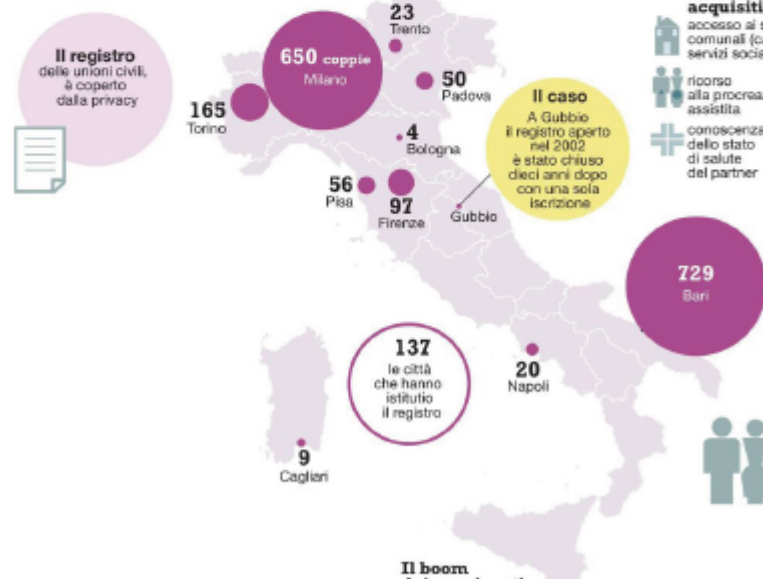 Il registro
delle unioni civili,
è coperto
dalla privacy
23
Trento
650 coppie
Milano
50
Padova
165
Torino
4
Bologna
56
Pisa
97
Firenze
Gubbio
Il caso
A Gubbio
il registro aperto
nel 2002
è stato chiuso
dieci anni dopo
con una sola
iscrizione
accesso ai s
comunali (ca
servizi socia
ricorso
alla procrea
assistita
conoscenza
dello stato
di salute
del partner
729
Bari
137
le città
che hanno
istitutio
il registro
20
Napoli
9
Cagliari
Il boom